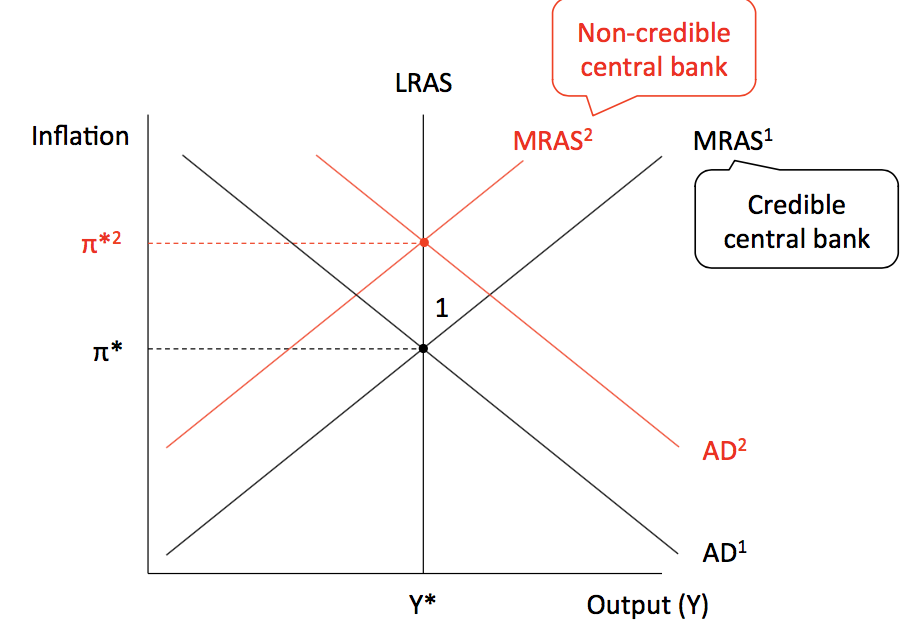 Non-credible
central bank
LRAS
Inflation
MRAS²
MRAS¹
Credible
central bank
π*²
1
π*
AD²
AD¹
Y*
Output (Y)